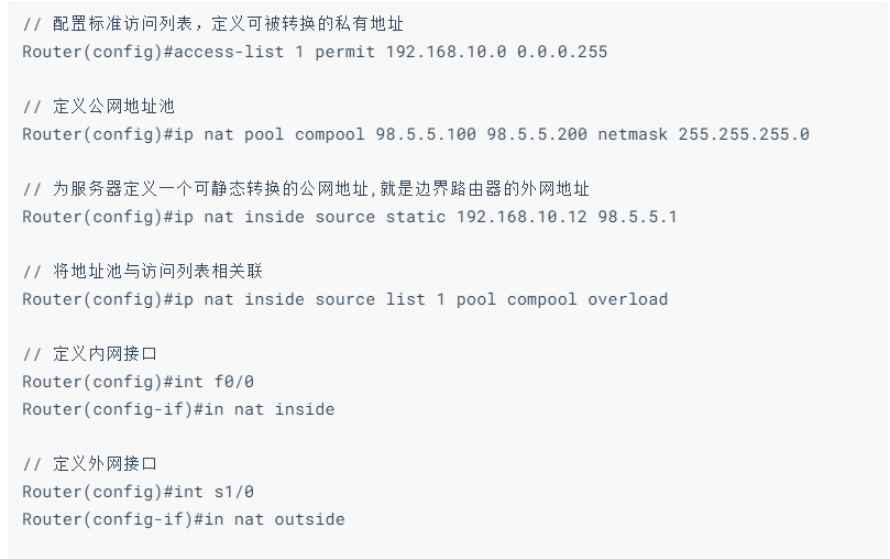 // 配置标准访问列表，定义可被转换的私有地址
Router(config)#access-list 1 permit 192.168.10.0 0.0.0.255
// 定义公网地址池
Router(config)#ip nat pool compool 98.5.5.100 98.5.5.200 netmask 255.255.255.0
// 为服务器定义一个可静态转换的公网地址,就是边界路由器的外网地址
Router(config)#ip nat inside source static 192.168.10.12 98.5.5.1
// 将地址池与访问列表相关联
Router(config)#ip nat inside source list 1 pool compool overload
// 定义内网接口
Router(config)#int f0/0
Router(config-if)#in nat inside
// 定义外网接口
Router(config)#int s1/0
Router(config-if)#in nat outside